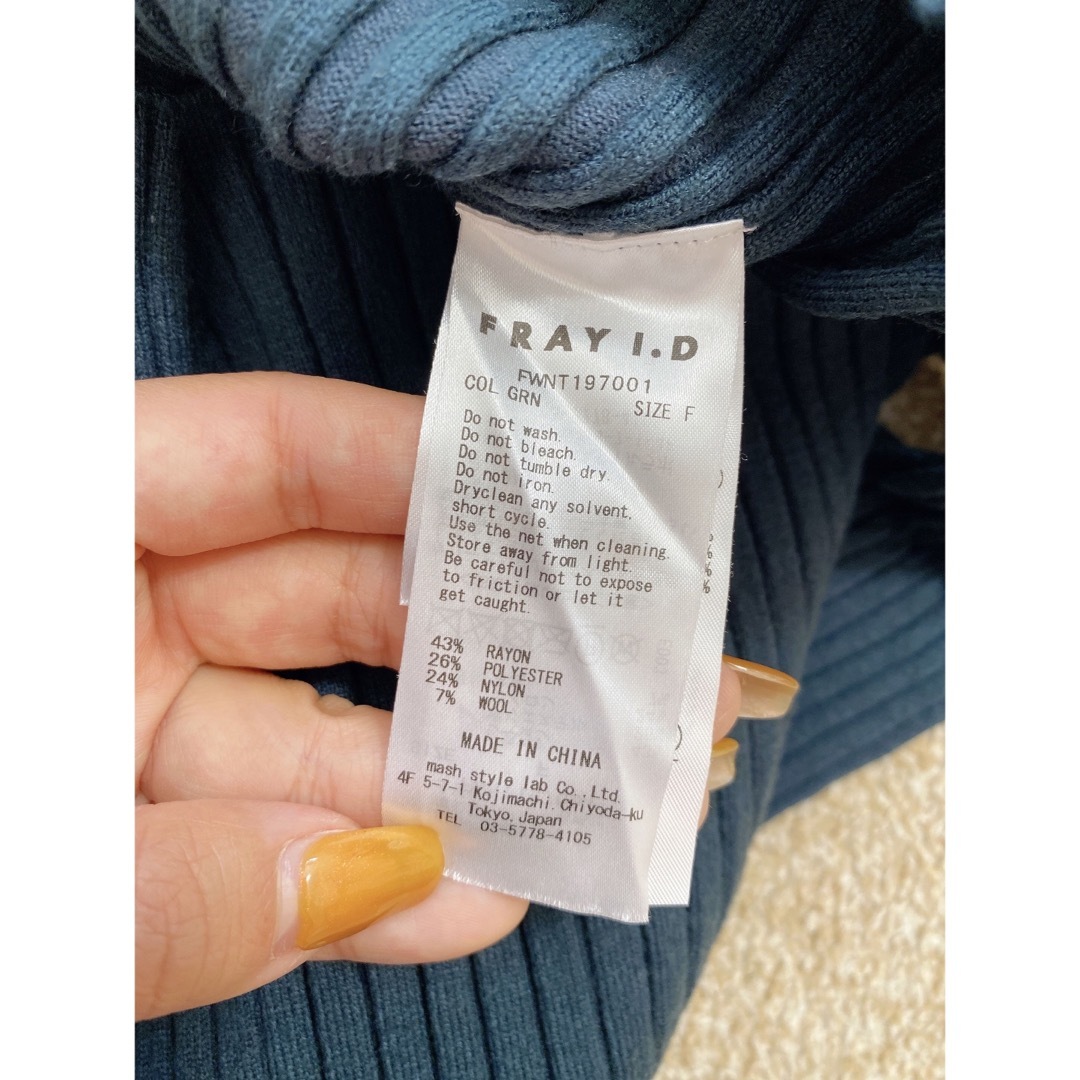 FRAY I.D
FWNT197001
COL GRN SIZE F
Do not wash.
Do not bleach.
Do not tumble dry.
Do not iron.
Dryclean any solvent,
short cycle.
Use the net when cleaning.
Store away from light.
Be careful not to expose
to friction or let it
get caught.
43% RAYON
26% POLYESTER
24% NYLON
7% WOOL
MADE IN CHINA
mash style lab Co.,Ltd.
4F 5-7-1 Kojimachi, Chiyoda-ku
Tokyo, Japan
TEL 03-5778-4105